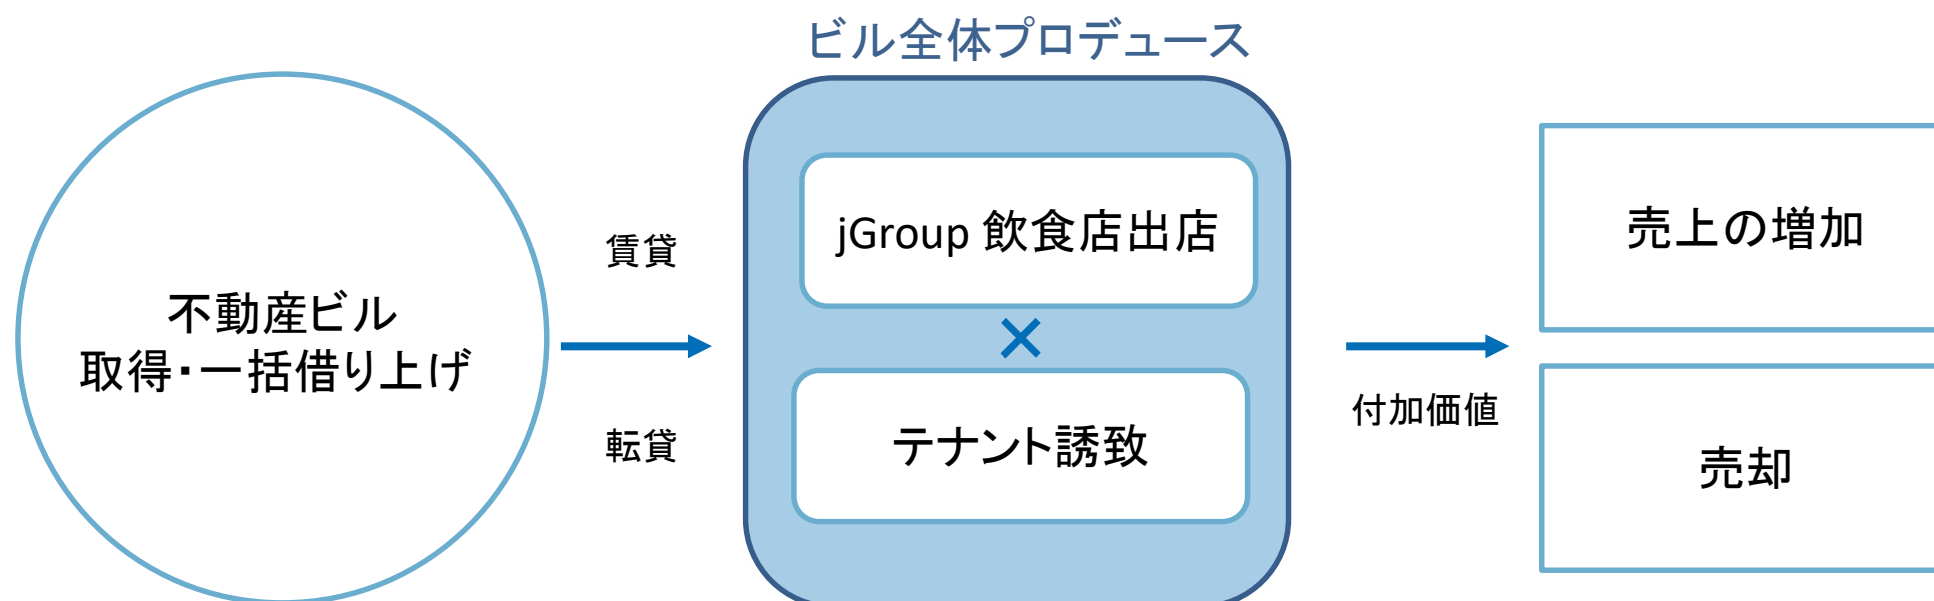 ビル全体プロデュース
不動産ビル
取得・一括借り上げ
賃貸
転貸
jGroup 飲食店出店
×
テナント誘致
付加価値
売上の増加
売却